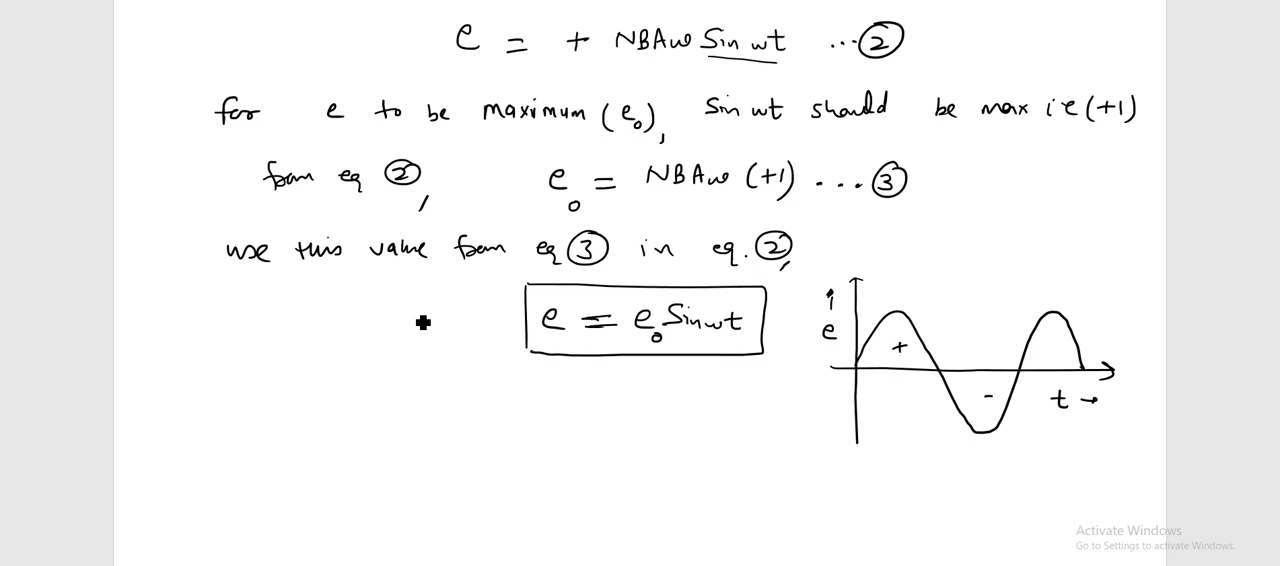 e = + NBAω Sin ωt ...②
for e to be maximum (e₀), Sin ωt should be max ie (+1)
from eq ②, e₀ = NBAω (+1) ....③
use this value from eq ③ in eq. ②,
e = e₀ Sin ωt
↑
e
+
-
t →
Activate Windows
Go to Settings to activate Windows.